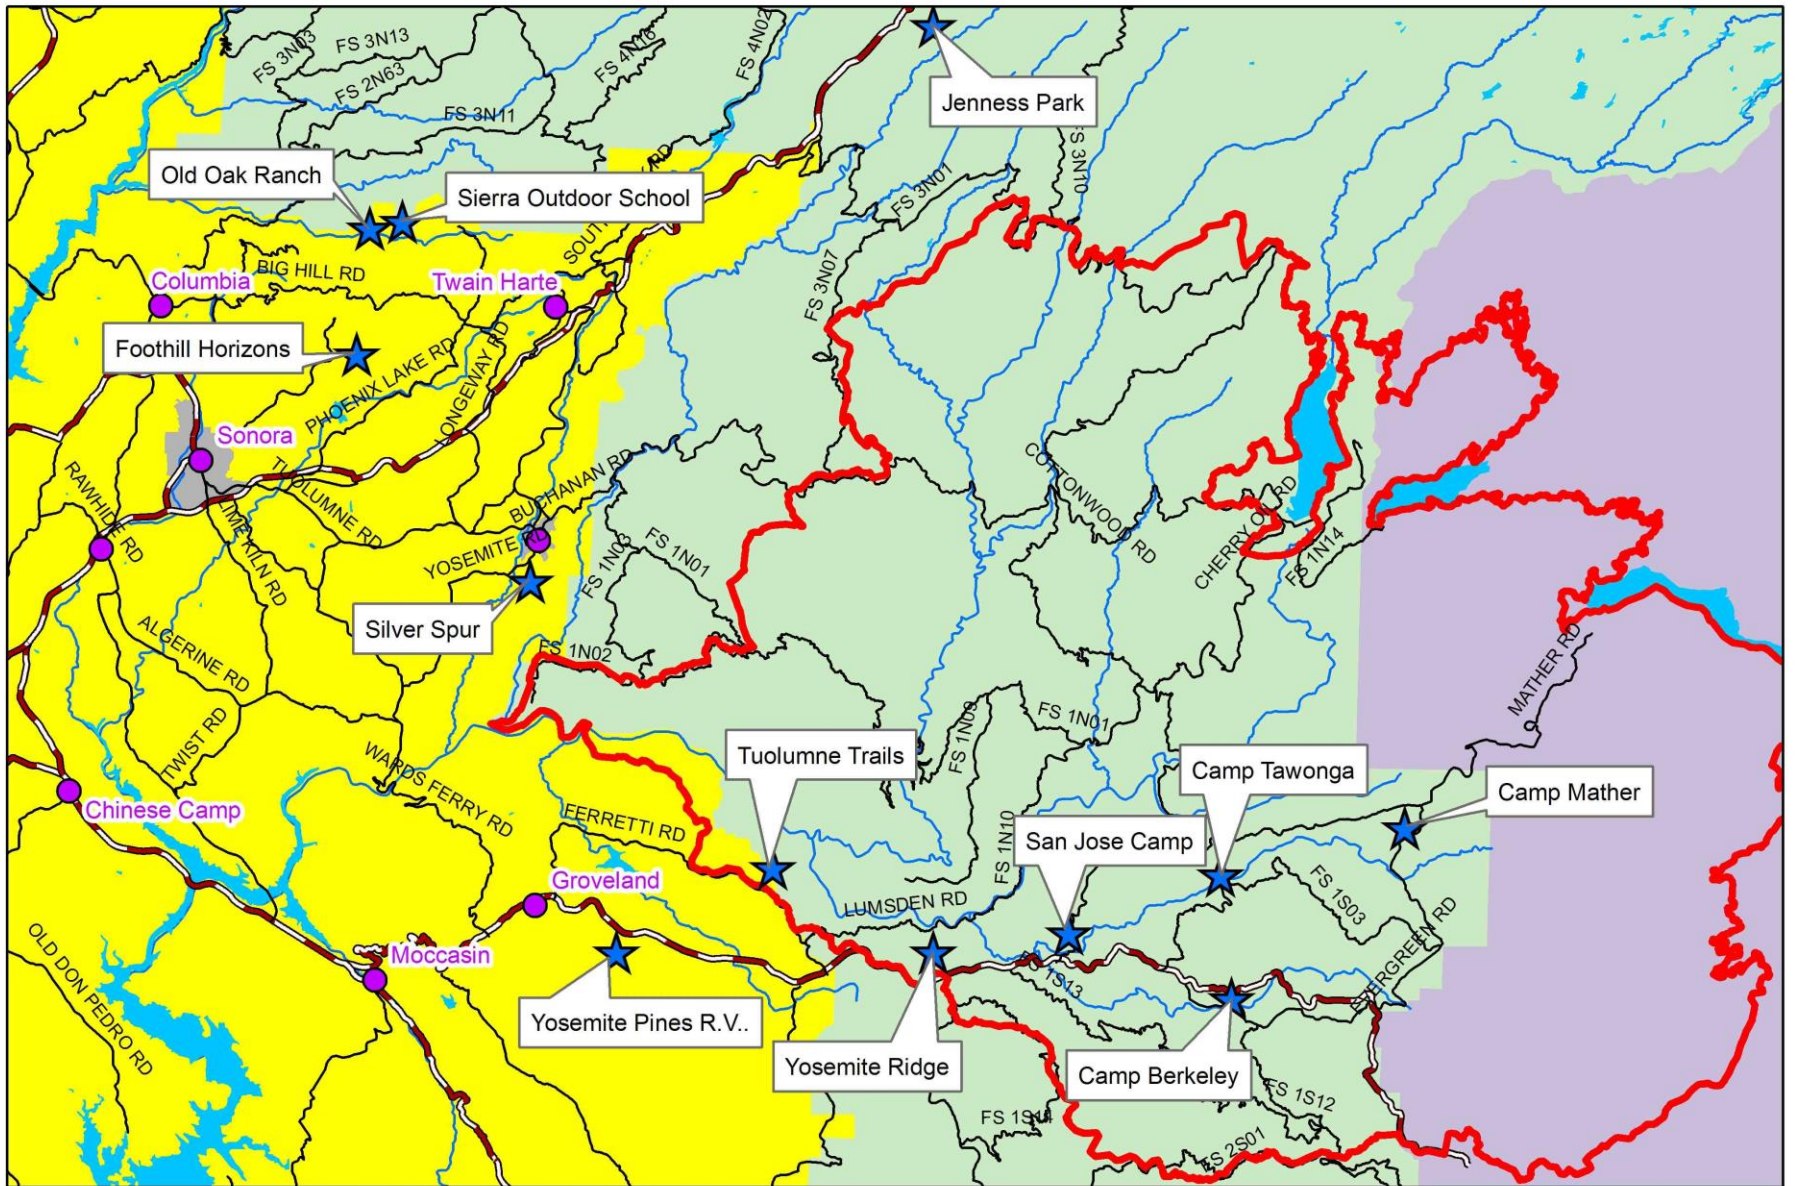 FS 3N03
FS 3N13
FS 2N63
FS 3N11
FS 4N16
FS 4N02
Jenness Park
FS 3N10
FS 3N01
Old Oak Ranch
Sierra Outdoor School
RD
SOUT
BIG HILL RD
Columbia
Twain Harte
FS 3N07
Foothill Horizons
PHOENIX LAKE RD
LONGEWAY RD
Sonora
TUOLUMNE RD
RAWHIDE RD
LIME KILN RD
BUCHANAN RD
YOSEMITE RD
COTTONWOOD RD
CHERRY OIL RD
FS 1N14
FS 1N03
FS 1N01
Silver Spur
ALGERINE RD
FS 1N02
MATHER RD
TWIST RD
WARDS FERRY RD
FS 1N09
FS 1N01
Tuolumne Trails
Camp Tawonga
Camp Mather
Chinese Camp
FERRETTI RD
FS 1N10
San Jose Camp
Groveland
LUMSDEN RD
FS 1S03
EVERGREEN RD
OLD DON PEDRO RD
Moccasin
FS 1S13
Yosemite Pines R.V..
Yosemite Ridge
Camp Berkeley
FS 1S14
FS 1S12
FS 2S01